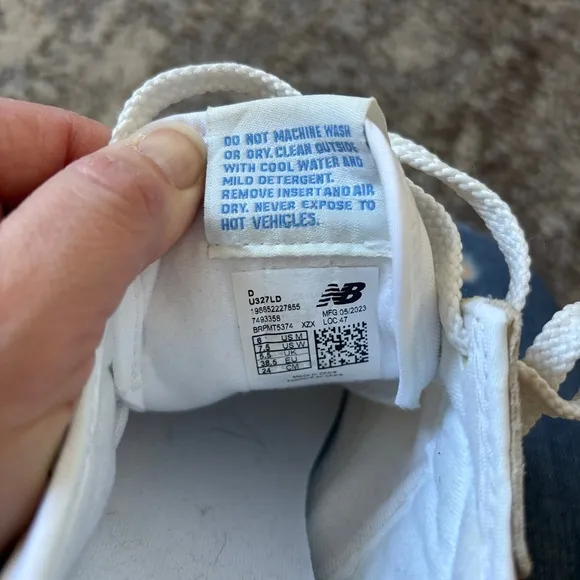 DO NOT MACHINE WASH
OR DRY. CLEAN OUTSIDE
WITH COOL WATER AND
MILD DETERGENT.
REMOVE INSERT AND AIR
DRY. NEVER EXPOSE TO
HOT VEHICLES.
D
U327LD
196652227855
7493358
BRPMT5374 XZX
NB
MFG 05/2023
LOC 47
6 US M
7.5 US W
5.5 UK
38.5 EU
24 CM